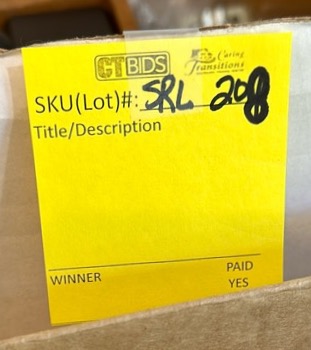 CTBIDS Caring Transitions
SKU(Lot)#: SRL 208
Title/Description
WINNER PAID
YES